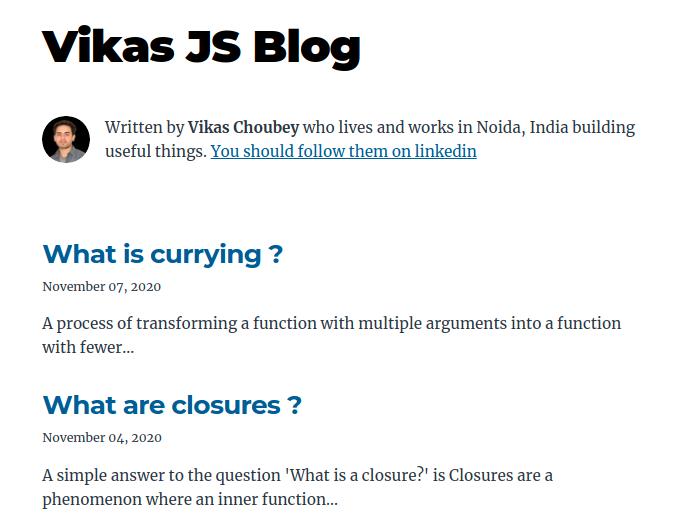 Vikas JS Blog
Written by Vikas Choubey who lives and works in Noida, India building
useful things. You should follow them on linkedin
What is currying ?
November 07, 2020
A process of transforming a function with multiple arguments into a function
with fewer...
What are closures ?
November 04, 2020
A simple answer to the question 'What is a closure?' is Closures are a
phenomenon where an inner function...